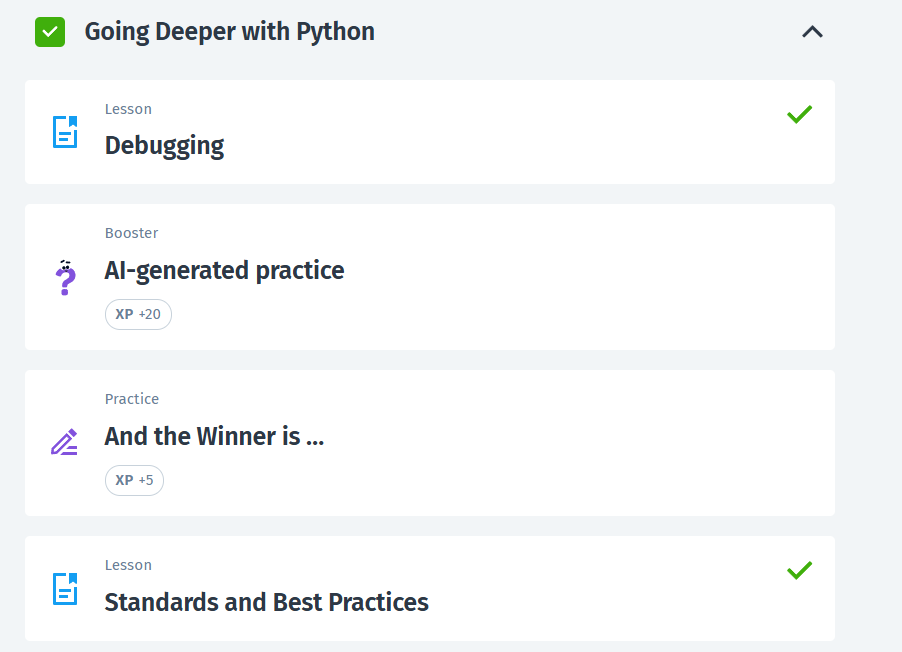 Going Deeper with Python
Lesson
Debugging
Booster
AI-generated practice
XP +20
Practice
And the Winner is ...
XP +5
Lesson
Standards and Best Practices